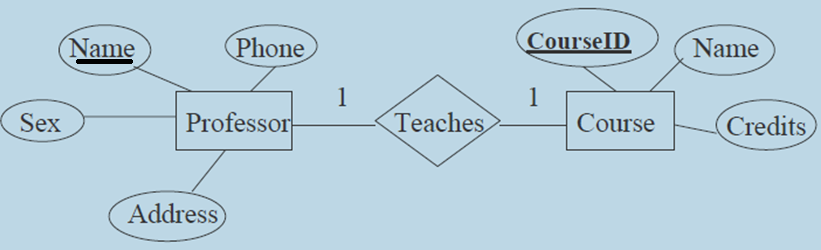 Name
Phone
CourseID
Name
Sex
Professor
1
Teaches
1
Course
Credits
Address